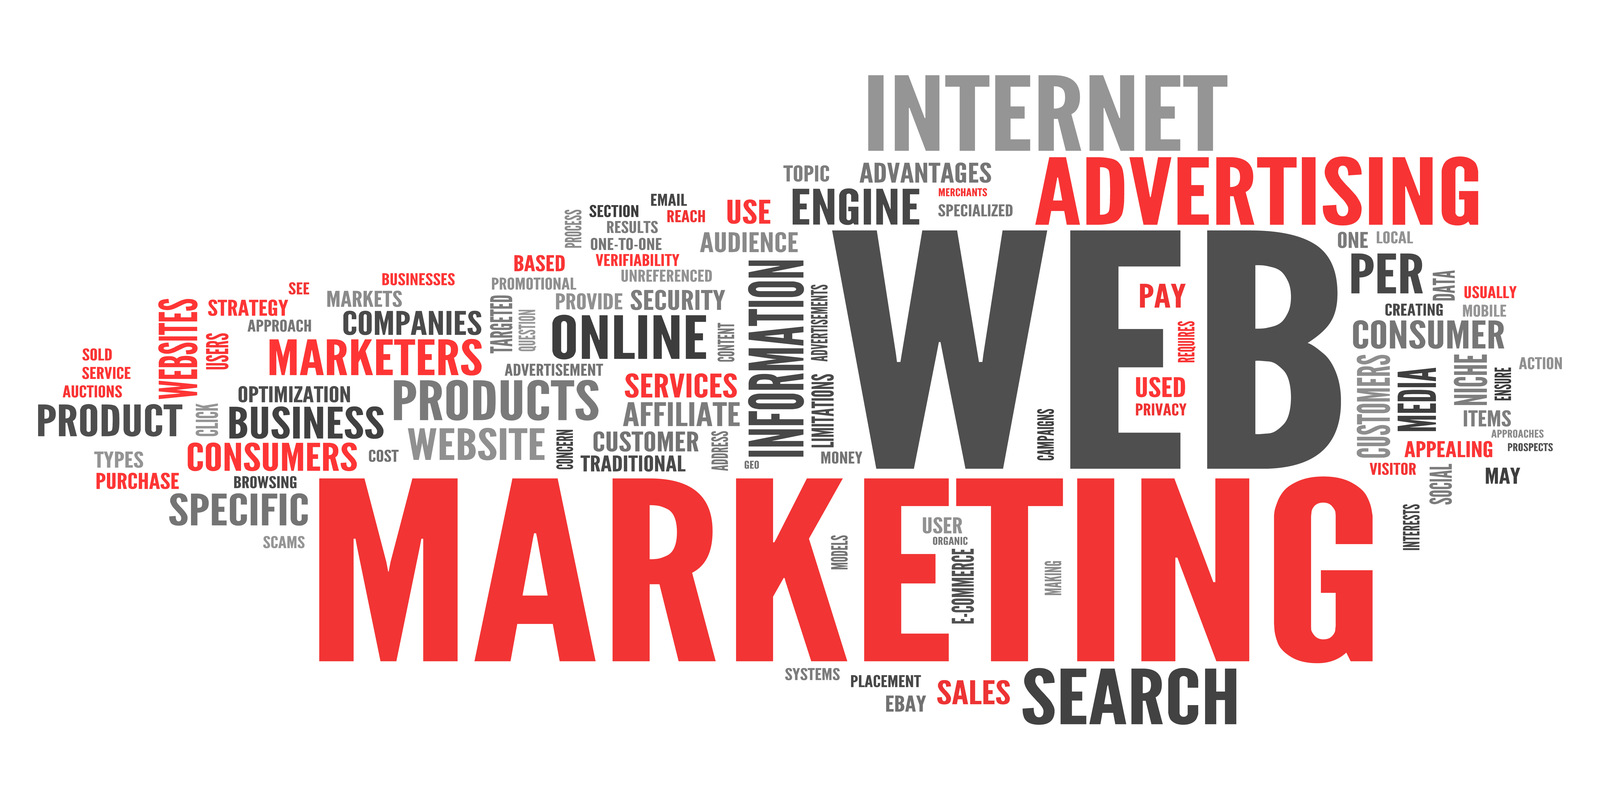 INTERNET
TOPIC
ADVANTAGES
ADVERTISING
MERCHANTS
EMAIL
SECTION
REACH
USE
ENGINE
SPECIALIZED
PROCESS
RESULTS
ONE-TO-ONE
AUDIENCE
WEB
ONE
LOCAL
BASED
VERIFIABILITY
PER
BUSINESSES
PROMOTIONAL
UNREFERENCED
INFORMATION
ADVERTISEMENTS
PAY
DATA
USUALLY
SEE
MARKETS
PROVIDE
SECURITY
CREATING
MOBILE
WEBSITES
STRATEGY
APPROACH
COMPANIES
TARGETED
QUESTION
ONLINE
CONTENT
REQUIRES
CONSUMER
USERS
MARKETERS
SOLD
SERVICE
ADVERTISEMENT
CUSTOMERS
MEDIA
NICHE
ENSURE
ACTION
AUCTIONS
OPTIMIZATION
PRODUCTS
SERVICES
LIMITATIONS
USED
PRIVACY
PRODUCT
CLICK
BUSINESS
AFFILIATE
CAMPAIGNS
ITEMS
WEBSITE
CONCERN
CUSTOMER
ADDRESS
APPROACHES
TYPES
CONSUMERS
COST
TRADITIONAL
GEO
MONEY
APPEALING
PROSPECTS
PURCHASE
BROWSING
VISITOR
SOCIAL
MAY
SPECIFIC
MARKETING
INTERESTS
SCAMS
MODELS
USER
ORGANIC
E-COMMERCE
MAKING
SYSTEMS
PLACEMENT
EBAY
SALES
SEARCH